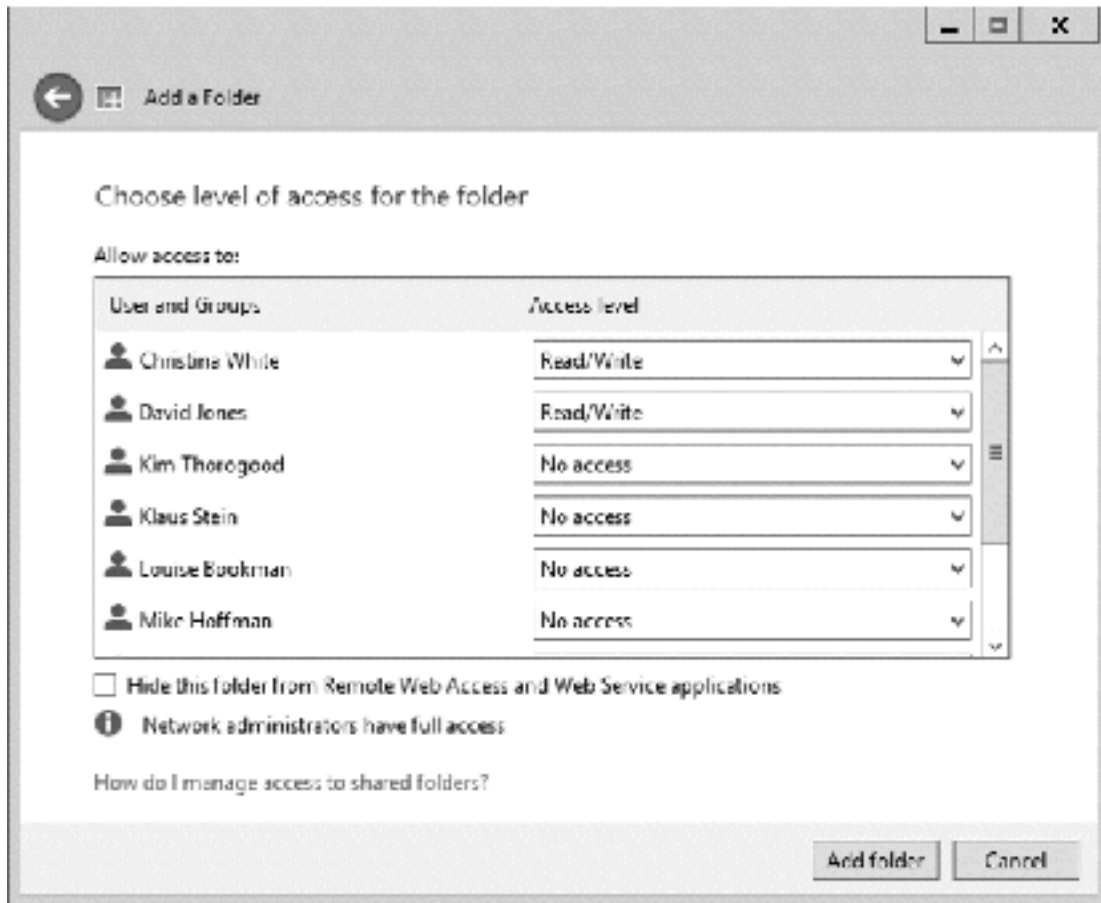 Add a Folder
Choose level of access for the folder
Allow access to:
User and Groups Access level
Christina White Read/Write
David Jones Read/Write
Kim Thorogood No access
Klaus Stein No access
Louise Bookman No access
Mike Hoffman No access
Hide this folder from Remote Web Access and Web Service applications
Network administrators have full access
How do I manage access to shared folders?
Add folder Cancel